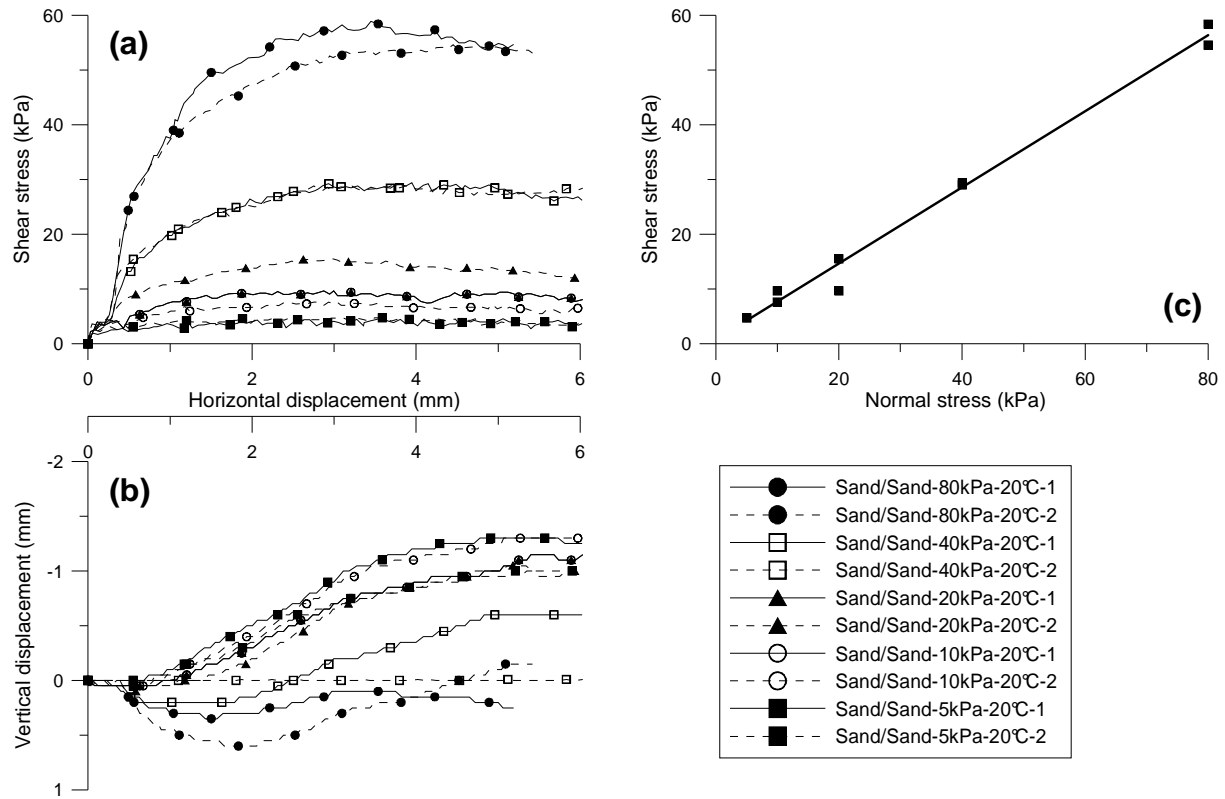 60
40
20
0
Shear stress (kPa)
(a)
0
2
4
6
Horizontal displacement (mm)
0
2
4
6
-2
-1
0
1
Vertical displacement (mm)
(b)
60
40
20
0
Shear stress (kPa)
(c)
0
20
40
60
80
Normal stress (kPa)
Sand/Sand-80kPa-20°C-1
Sand/Sand-80kPa-20°C-2
Sand/Sand-40kPa-20°C-1
Sand/Sand-40kPa-20°C-2
Sand/Sand-20kPa-20°C-1
Sand/Sand-20kPa-20°C-2
Sand/Sand-10kPa-20°C-1
Sand/Sand-10kPa-20°C-2
Sand/Sand-5kPa-20°C-1
Sand/Sand-5kPa-20°C-2